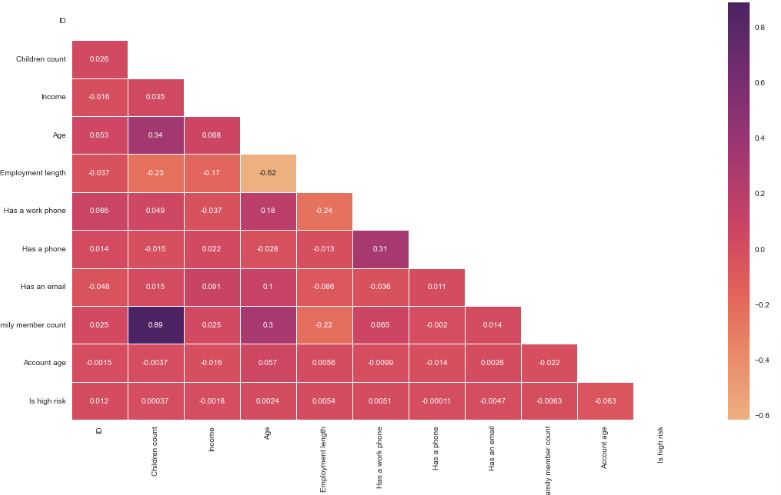 0.8
ID
Children count 0.026
0.6
Income -0.016 0.035
Age 0.053 0.34 0.068
0.4
Employment length -0.037 -0.23 -0.17 -0.62
0.2
Has a work phone 0.086 0.049 -0.037 0.18 -0.24
Has a phone 0.014 -0.015 0.022 -0.028 -0.013 0.31
0.0
Has an email -0.048 0.015 0.091 0.1 -0.086 -0.036 0.011
-0.2
mily member count 0.025 0.89 0.025 0.3 -0.22 0.065 -0.002 0.014
Account age -0.0015 -0.0037 -0.016 0.057 0.0056 -0.0099 -0.014 0.0026 -0.022
-0.4
Is high risk 0.012 0.00037 -0.0018 0.0024 0.0054 0.0051 -0.00011 -0.0047 -0.0063 -0.063
-0.6
ID
Children count
Income
Age
Employment length
Has a work phone
Has a phone
Has an email
amily member count
Account age
Is high risk